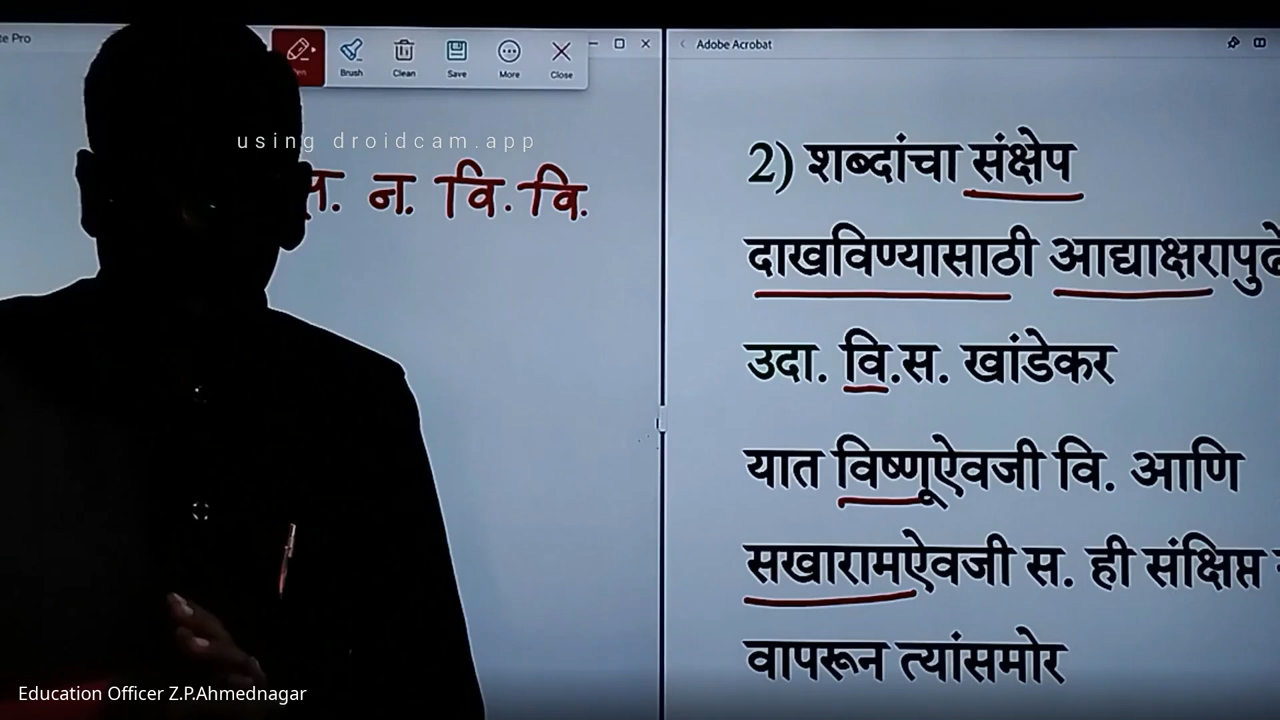 te Pro
Pen
Brush
Clean
Save
More
Close
Adobe Acrobat
using droidcam.app
न. वि. वि.
2) शब्दांचा संक्षेप
दाखविण्यासाठी आद्याक्षरापुढे
उदा. वि.स. खांडेकर
यात विष्णूऐवजी वि. आणि
सखारामऐवजी स. ही संक्षिप्त
वापरून त्यांसमोर
Education Officer Z.P.Ahmednagar